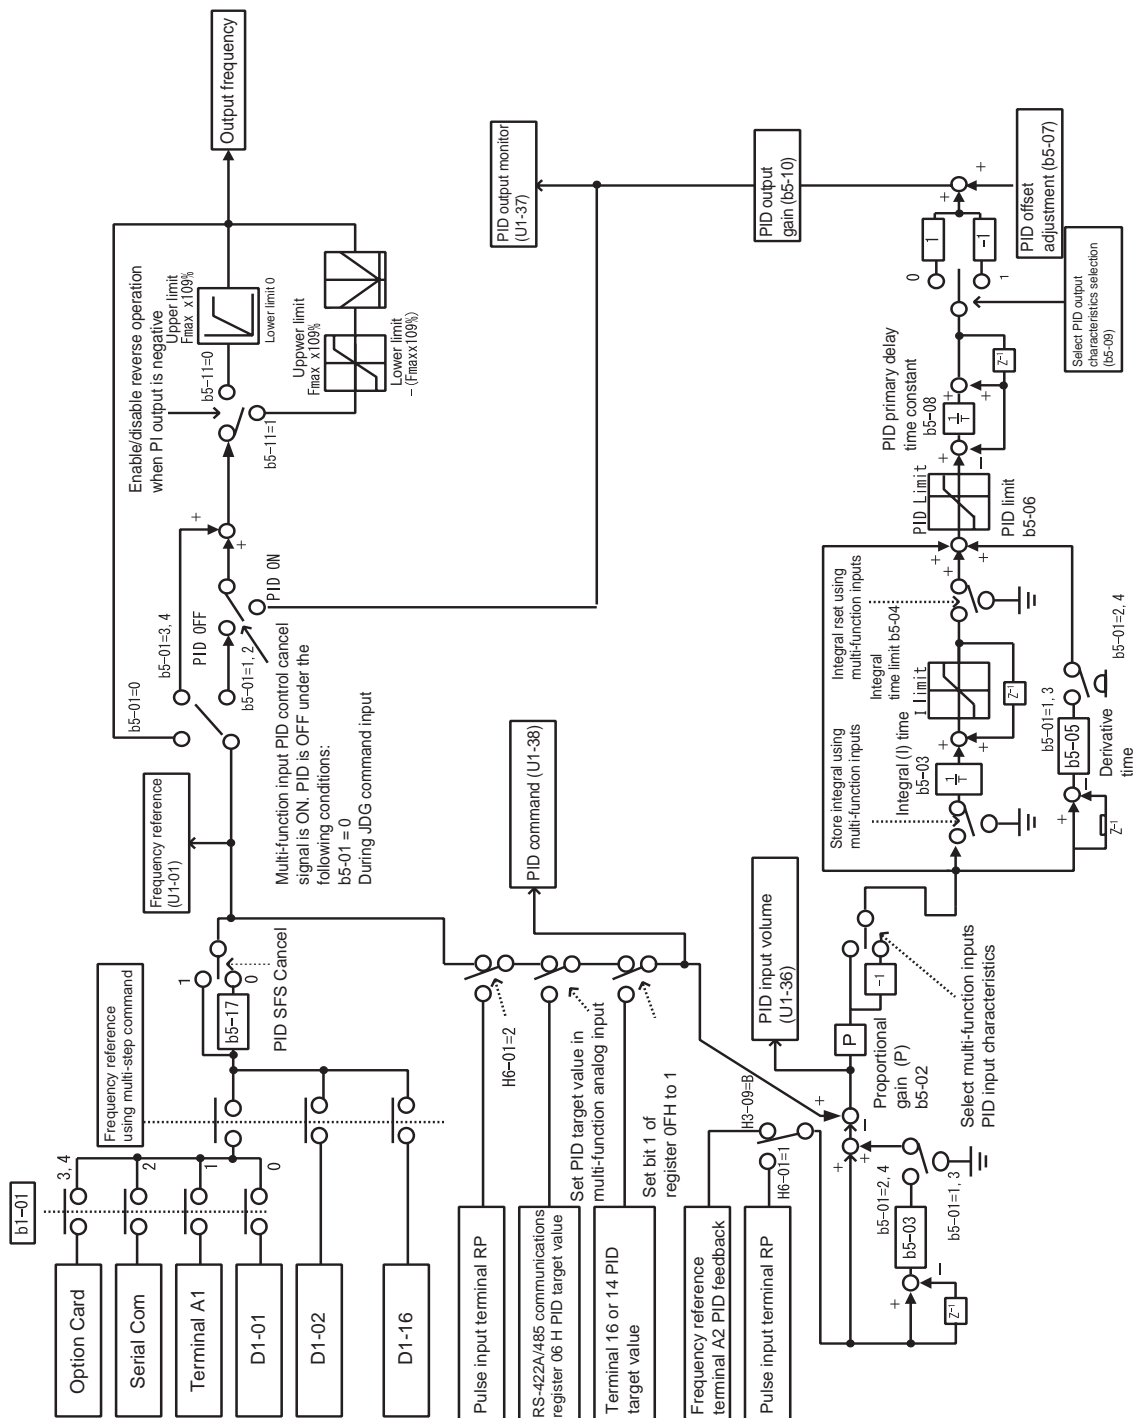 Output frequency
Enable/disable reverse operation
when PI output is negative
Upper limit
Fmax x109%
Lower limit 0
b5-11=0
b5-11=1
Uppwer limit
Fmax x109%
Lower limit
– (Fmaxx109%)
PID output monitor
(U1-37)
PID output
gain (b5-10)
PID offset
adjustment (b5-07)
Select PID output
characteristics selection
(b5-09)
1
-1
0
1
+
+
b5-01=0
b5-01=3, 4
PID OFF
b5-01=1, 2
PID ON
+
+
Multi-function input PID control cancel
signal is ON. PID is OFF under the
following conditions:
b5-01 = 0
During JDG command input
Frequency reference
(U1-01)
PID command (U1-38)
PID input volume
(U1-36)
Frequency reference
using multi-step command
1
0
b5-17
PID SFS Cancel
b1-01
3, 4
2
1
0
Option Card
Serial Com
Terminal A1
D1-01
D1-02
D1-16
Pulse input terminal RP
H6-01=2
RS-422A/485 communications
register 06 H PID target value
Set PID target value in
multi-function analog input
Terminal 16 or 14 PID
target value
Set bit 1 of
register 0FH to 1
Frequency reference
terminal A2 PID feedback
H3-09=B
Pulse input terminal RP
H6-01=1
+
–
+
+
b5-01=2, 4
b5-03
b5-01=1, 3
+
–
Z-1
P
Proportional
gain (P)
b5-02
-1
Select multi-function inputs
PID input characteristics
Store integral using
multi-function inputs
Integral (I) time
b5-03
1
T
+
+
I limit
Z-1
Integral
time limit b5-04
Integral rset using
multi-function inputs
+
+
+
b5-01=1, 3
b5-05
b5-01=2, 4
Derivative
time
+
–
Z-1
PID Limit
PID limit
b5-06
PID primary delay
time constant
b5-08
+
–
1
T
+
+
Z-1